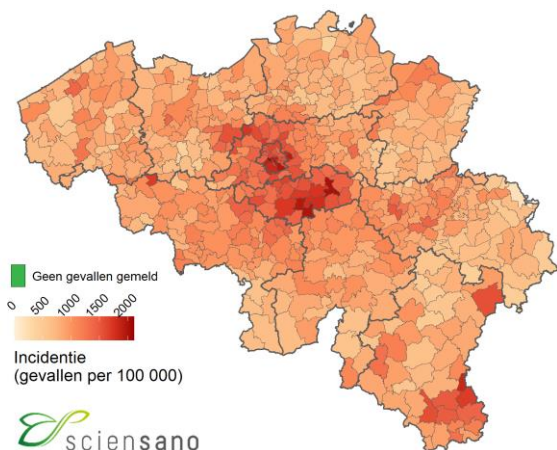 Geen gevallen gemeld
0 500 1000 1500 2000
Incidentie
(gevallen per 100 000)
sciensano